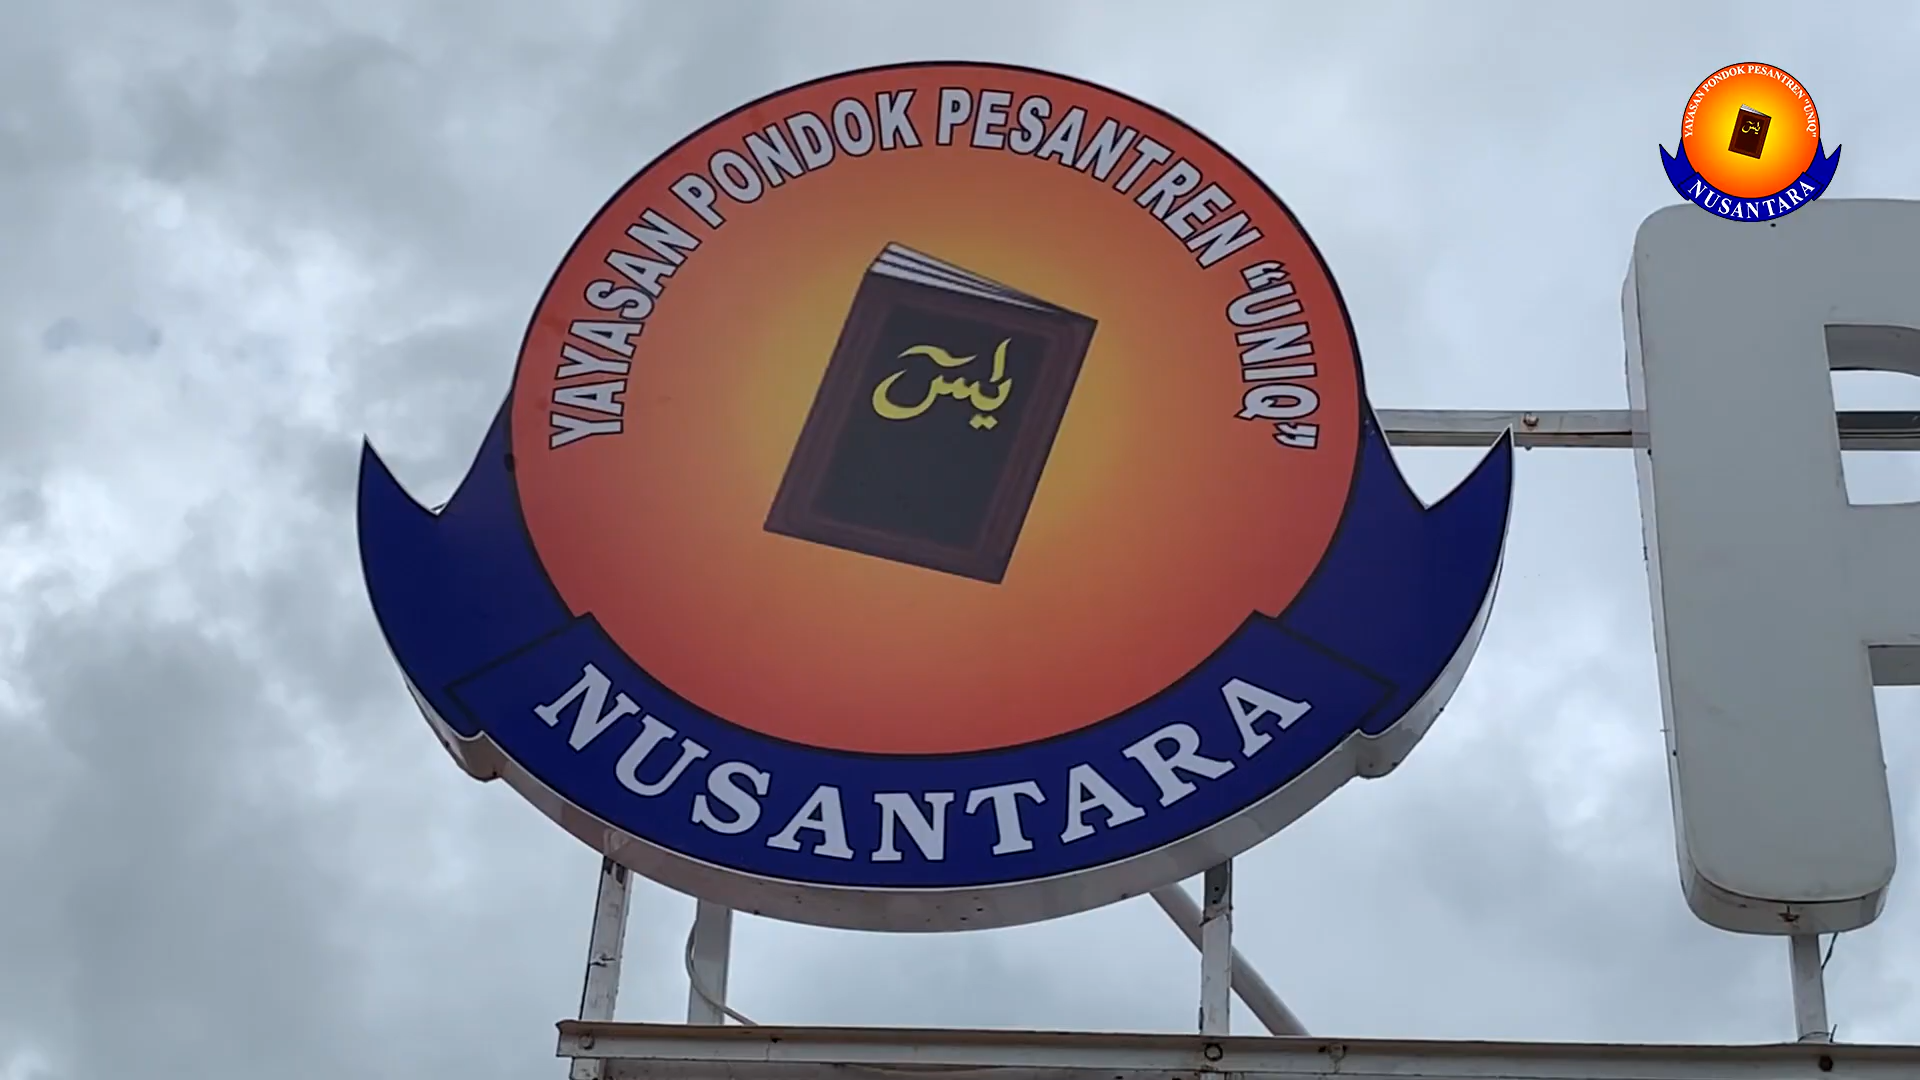 YAYASAN PONDOK PESANTREN "UNIQ"
يسٓ
NUSANTARA
P
YAYASAN PONDOK PESANTREN "UNIQ"
يسٓ
NUSANTARA